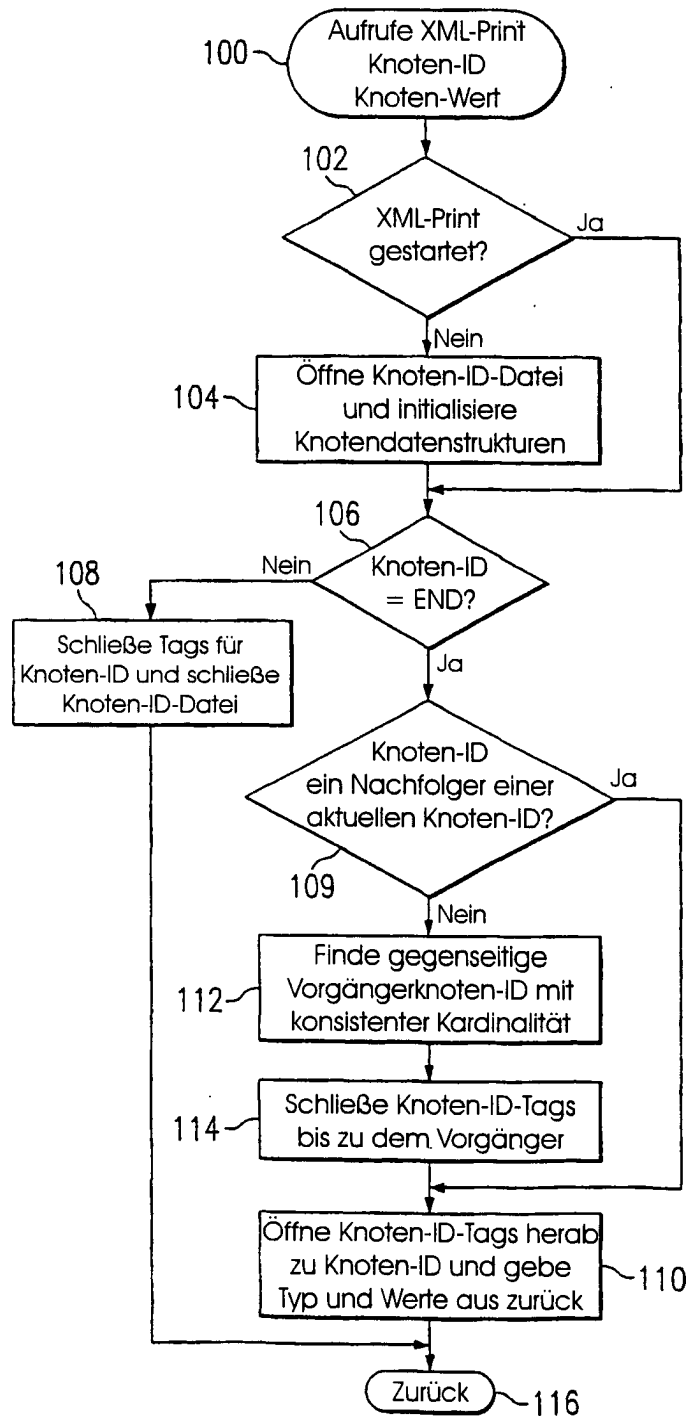 Aufrufe XML-Print
Knoten-ID
Knoten-Wert
100
102
XML-Print
gestartet?
Ja
Nein
104
Öffne Knoten-ID-Datei
und initialisiere
Knotendatenstrukturen
106
Knoten-ID
= END?
Nein
108
Schließe Tags für
Knoten-ID und schließe
Knoten-ID-Datei
Ja
Knoten-ID
ein Nachfolger einer
aktuellen Knoten-ID?
Ja
109
Nein
112
Finde gegenseitige
Vorgängerknoten-ID mit
konsistenter Kardinalität
114
Schließe Knoten-ID-Tags
bis zu dem Vorgänger
Öffne Knoten-ID-Tags herab
zu Knoten-ID und gebe
Typ und Werte aus zurück
110
Zurück
116